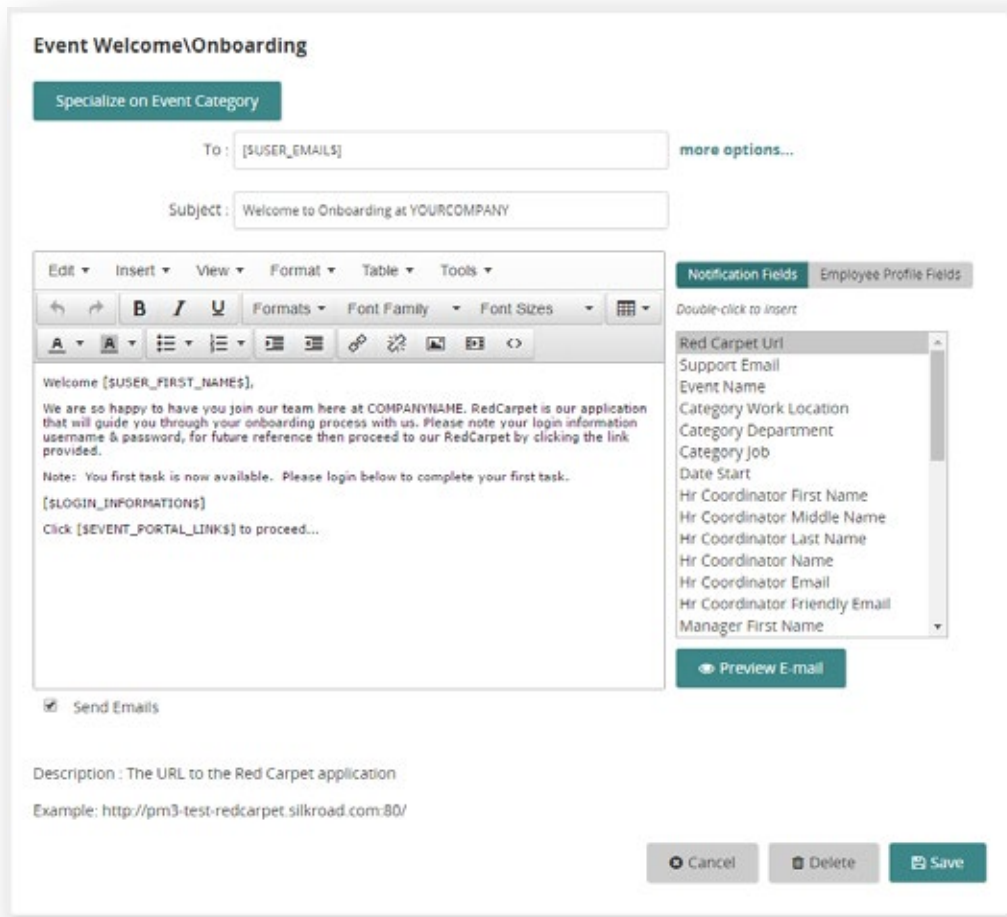 Event Welcome\Onboarding
Specialize on Event Category
To : [$USER_EMAIL$] more options...
Subject : Welcome to Onboarding at YOURCOMPANY
Edit Insert View Format Table Tools
B I U Formats Font Family Font Sizes
A A
Notification Fields Employee Profile Fields
Double-click to insert
Welcome [$USER_FIRST_NAME$],
We are so happy to have you join our team here at COMPANYNAME. RedCarpet is our application
that will guide you through your onboarding process with us. Please note your login information
username & password, for future reference then proceed to our RedCarpet by clicking the link
provided.
Note: You first task is now available. Please login below to complete your first task.
[$LOGIN_INFORMATION$]
Click [$EVENT_PORTAL_LINK$] to proceed...
Red Carpet Url
Support Email
Event Name
Category Work Location
Category Department
Category Job
Date Start
Hr Coordinator First Name
Hr Coordinator Middle Name
Hr Coordinator Last Name
Hr Coordinator Name
Hr Coordinator Email
Hr Coordinator Friendly Email
Manager First Name
Preview E-mail
Send Emails
Description : The URL to the Red Carpet application
Example: http://pm3-test-redcarpet.silkroad.com:80/
Cancel Delete Save